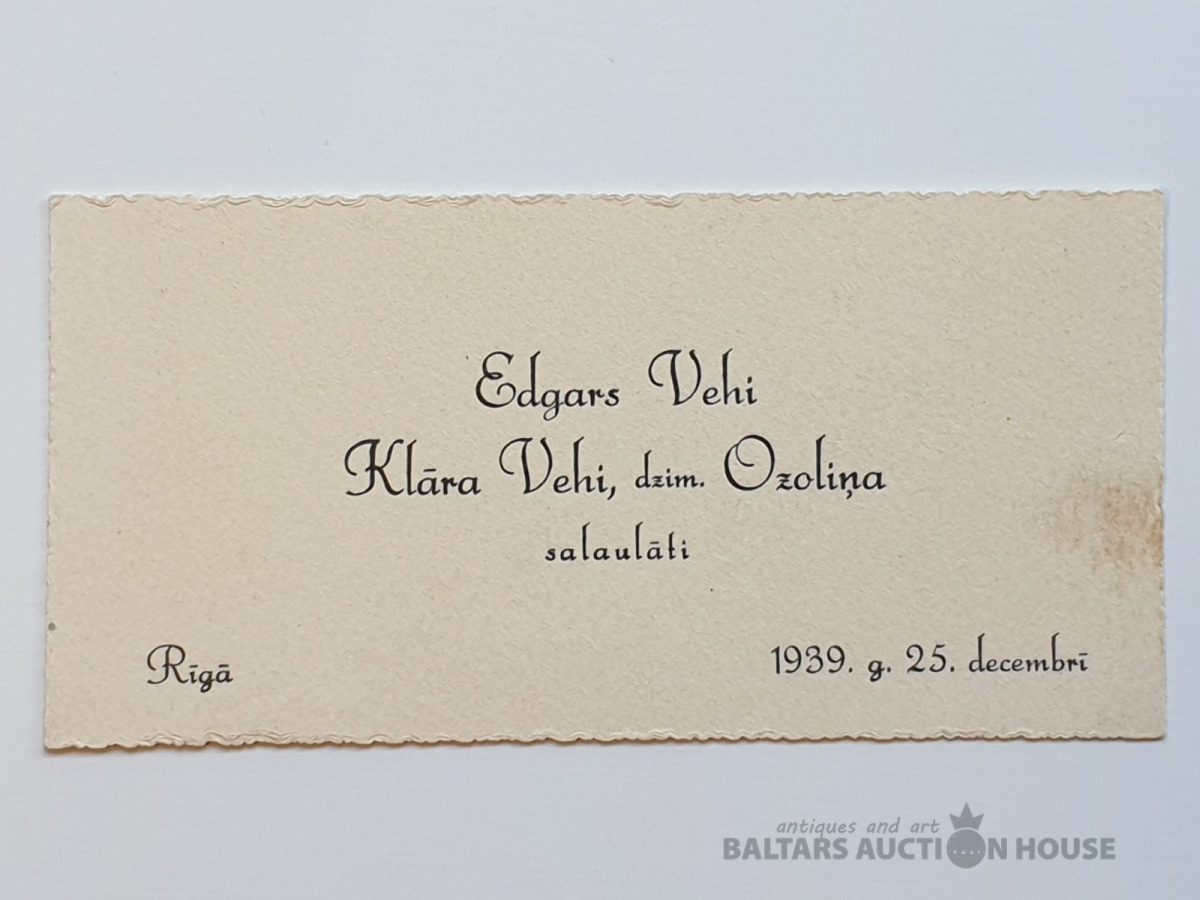 Edgars Vehi
Klāra Vehi, dzim. Ozoliņa
salaulāti
Rīgā
1939. g. 25. decembrī
antiques and art
BALTARS AUCTION HOUSE